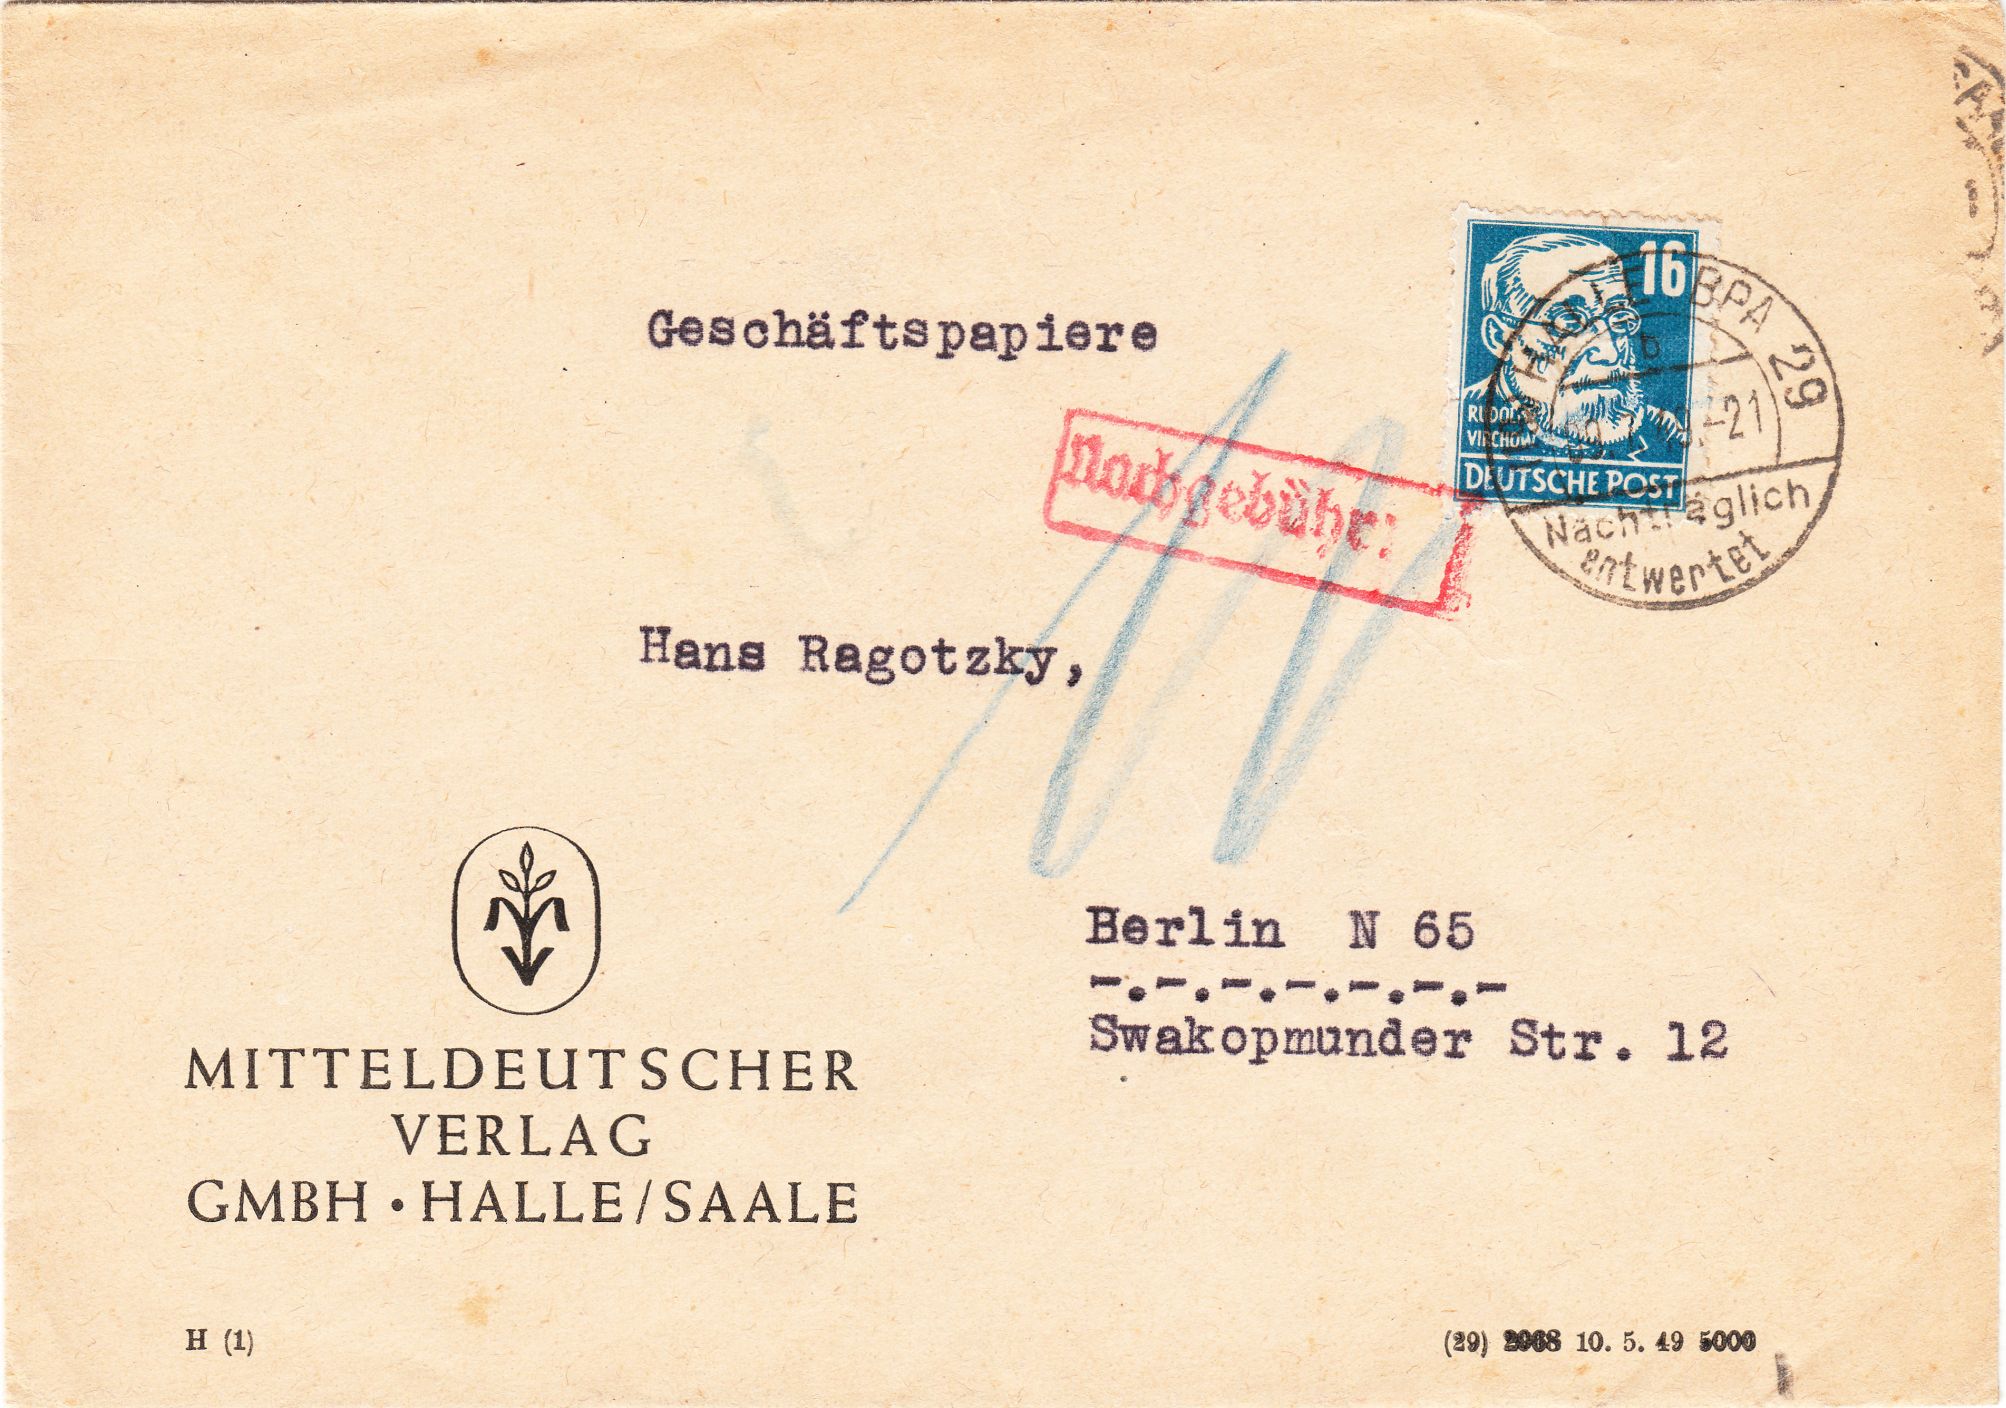 Geschäftspapiere
16
RUDOLF
VIRCHOW
DEUTSCHE POST
BPA 29
b
-21
Nachträglich
entwertet
Nachgebühr:
Hans Ragotzky,
Berlin N 65
-.-.-.-.-.-.-
Swakopmunder Str. 12
MITTELDEUTSCHER
VERLAG
GMBH • HALLE/SAALE
H (1)
(29) 10. 5. 49 5000